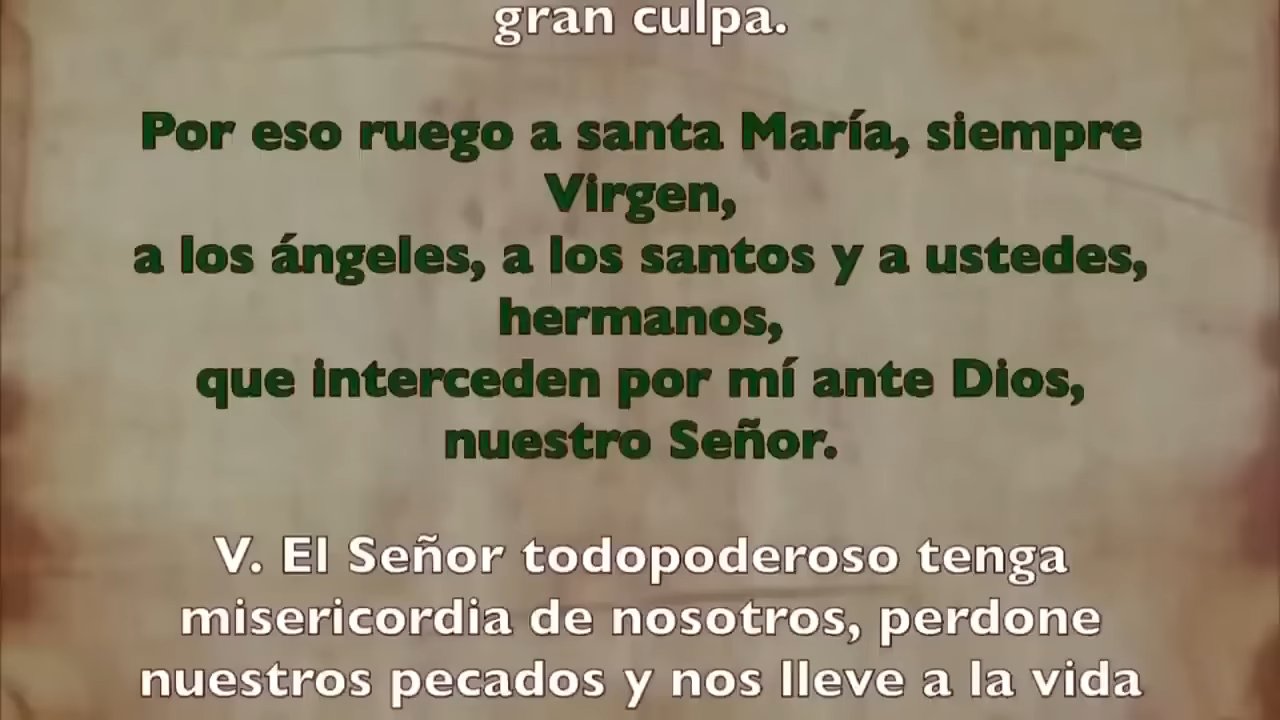 gran culpa.
Por eso ruego a santa María, siempre
Virgen,
a los ángeles, a los santos y a ustedes,
hermanos,
que interceden por mí ante Dios,
nuestro Señor.
V. El Señor todopoderoso tenga
misericordia de nosotros, perdone
nuestros pecados y nos lleve a la vida